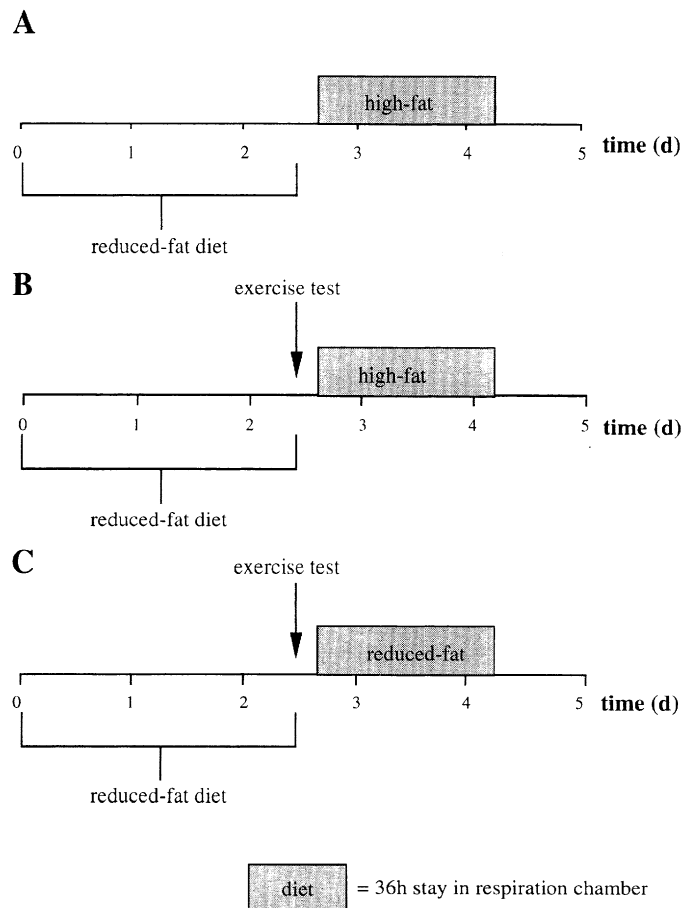 A
high-fat
0 1 2 3 4 5 time (d)
reduced-fat diet
B
exercise test
high-fat
0 1 2 3 4 5 time (d)
reduced-fat diet
C
exercise test
reduced-fat
0 1 2 3 4 5 time (d)
reduced-fat diet
diet = 36h stay in respiration chamber